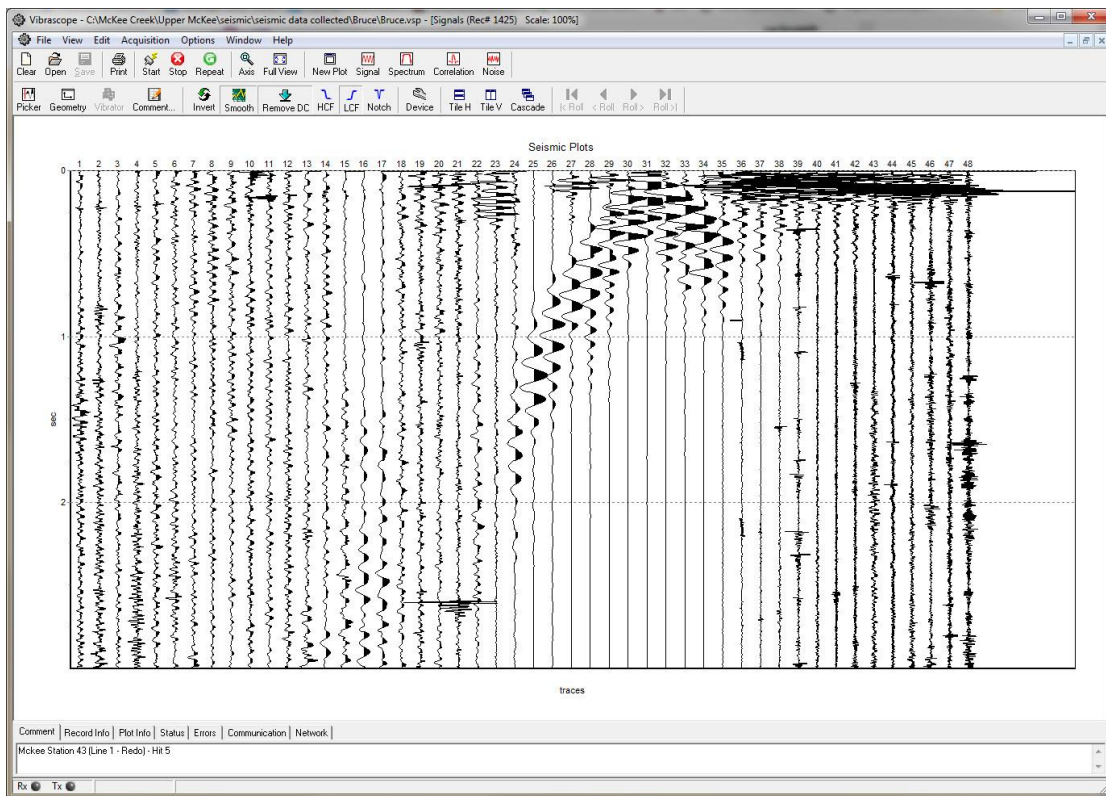 Vibrascope - C:\McKee Creek\Upper McKee\seismic\seismic data collected\Bruce\Bruce.vsp - [Signals (Rec# 1425)   Scale: 100%]
File View Edit Acquisition Options Window Help
Clear Open Save Print Start Stop Repeat Axis Full View New Plot Signal Spectrum Correlation Noise
Picker Geometry Vibrator Comment... Invert Smooth Remove DC HCF LCF Notch Device Tile H Tile V Cascade |< Roll < Roll Roll > Roll >|
Seismic Plots
1 2 3 4 5 6 7 8 9 10 11 12 13 14 15 16 17 18 19 20 21 22 23 24 25 26 27 28 29 30 31 32 33 34 35 36 37 38 39 40 41 42 43 44 45 46 47 48
0
1
sec
2
traces
Comment Record Info Plot Info Status Errors Communication Network
Mckee Station 43 (Line 1 - Redo) - Hit 5
Rx Tx